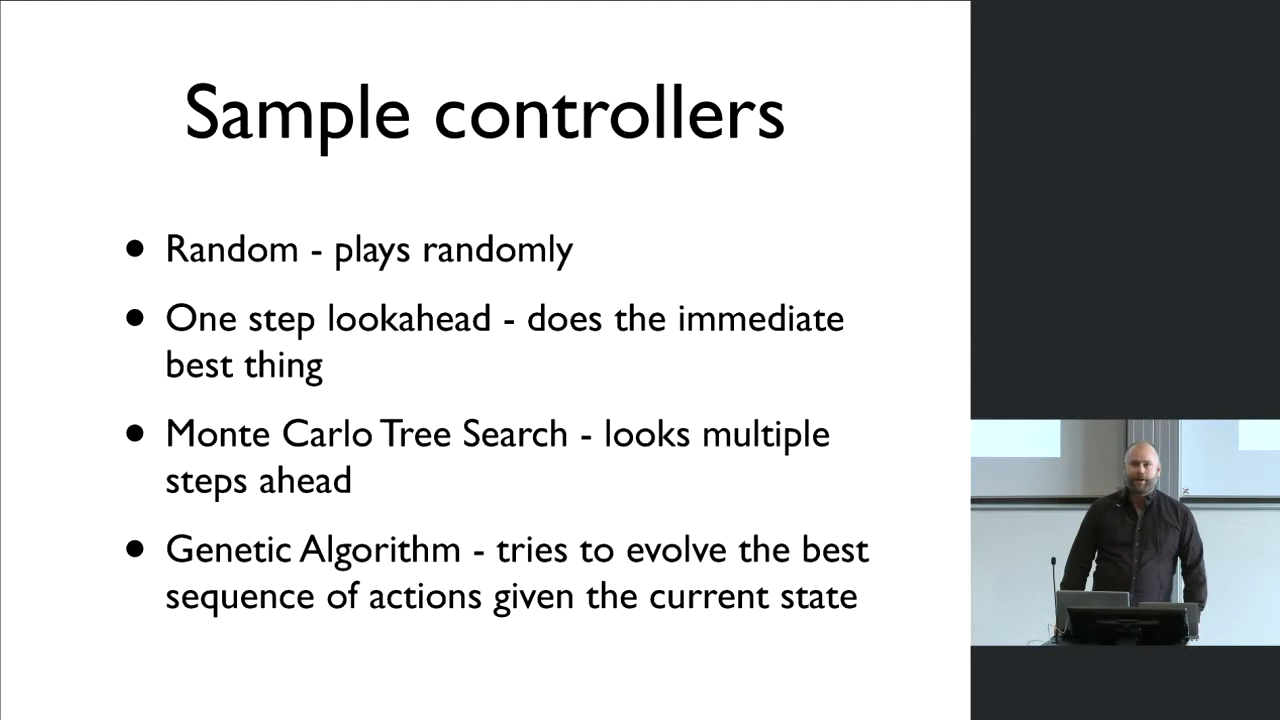 Sample controllers
• Random - plays randomly
• One step lookahead - does the immediate
best thing
• Monte Carlo Tree Search - looks multiple
steps ahead
• Genetic Algorithm - tries to evolve the best
sequence of actions given the current state